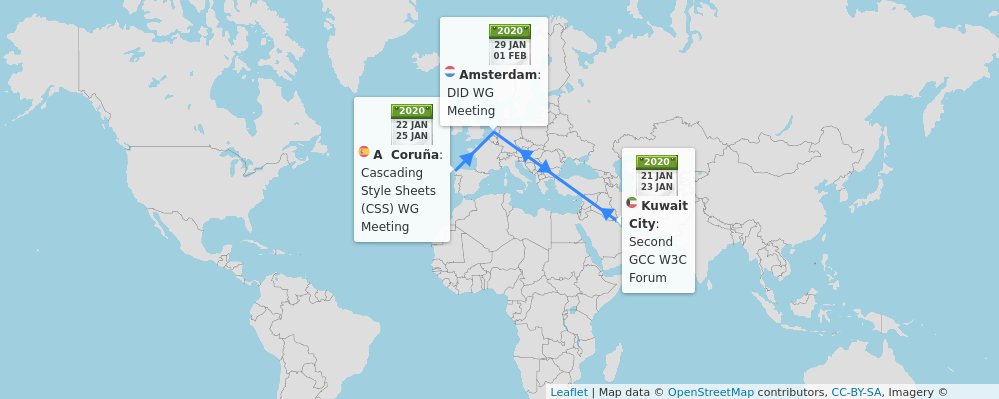 2020
29 JAN
01 FEB
Amsterdam:
DID WG
Meeting
2020
22 JAN
25 JAN
A Coruña:
Cascading
Style Sheets
(CSS) WG
Meeting
2020
21 JAN
23 JAN
Kuwait
City:
Second
GCC W3C
Forum
Leaflet | Map data © OpenStreetMap contributors, CC-BY-SA, Imagery ©